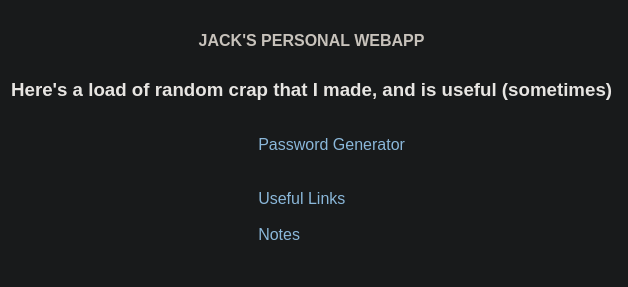 JACK'S PERSONAL WEBAPP
Here's a load of random crap that I made, and is useful (sometimes)
Password Generator
Useful Links
Notes